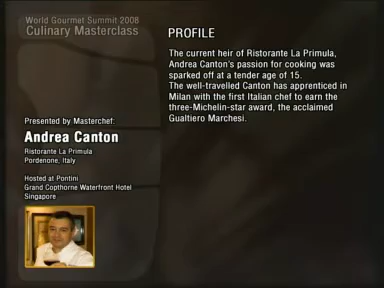 World Gourmet Summit 2008
Culinary Masterclass
PROFILE
The current heir of Ristorante La Primula,
Andrea Canton's passion for cooking was
sparked off at a tender age of 15.
The well-travelled Canton has apprenticed in
Milan with the first Italian chef to earn the
three-Michelin-star award, the acclaimed
Gualtiero Marchesi.
Presented by Masterchef:
Andrea Canton
Ristorante La Primula
Pordenone, Italy
Hosted at Pontini
Grand Copthorne Waterfront Hotel
Singapore